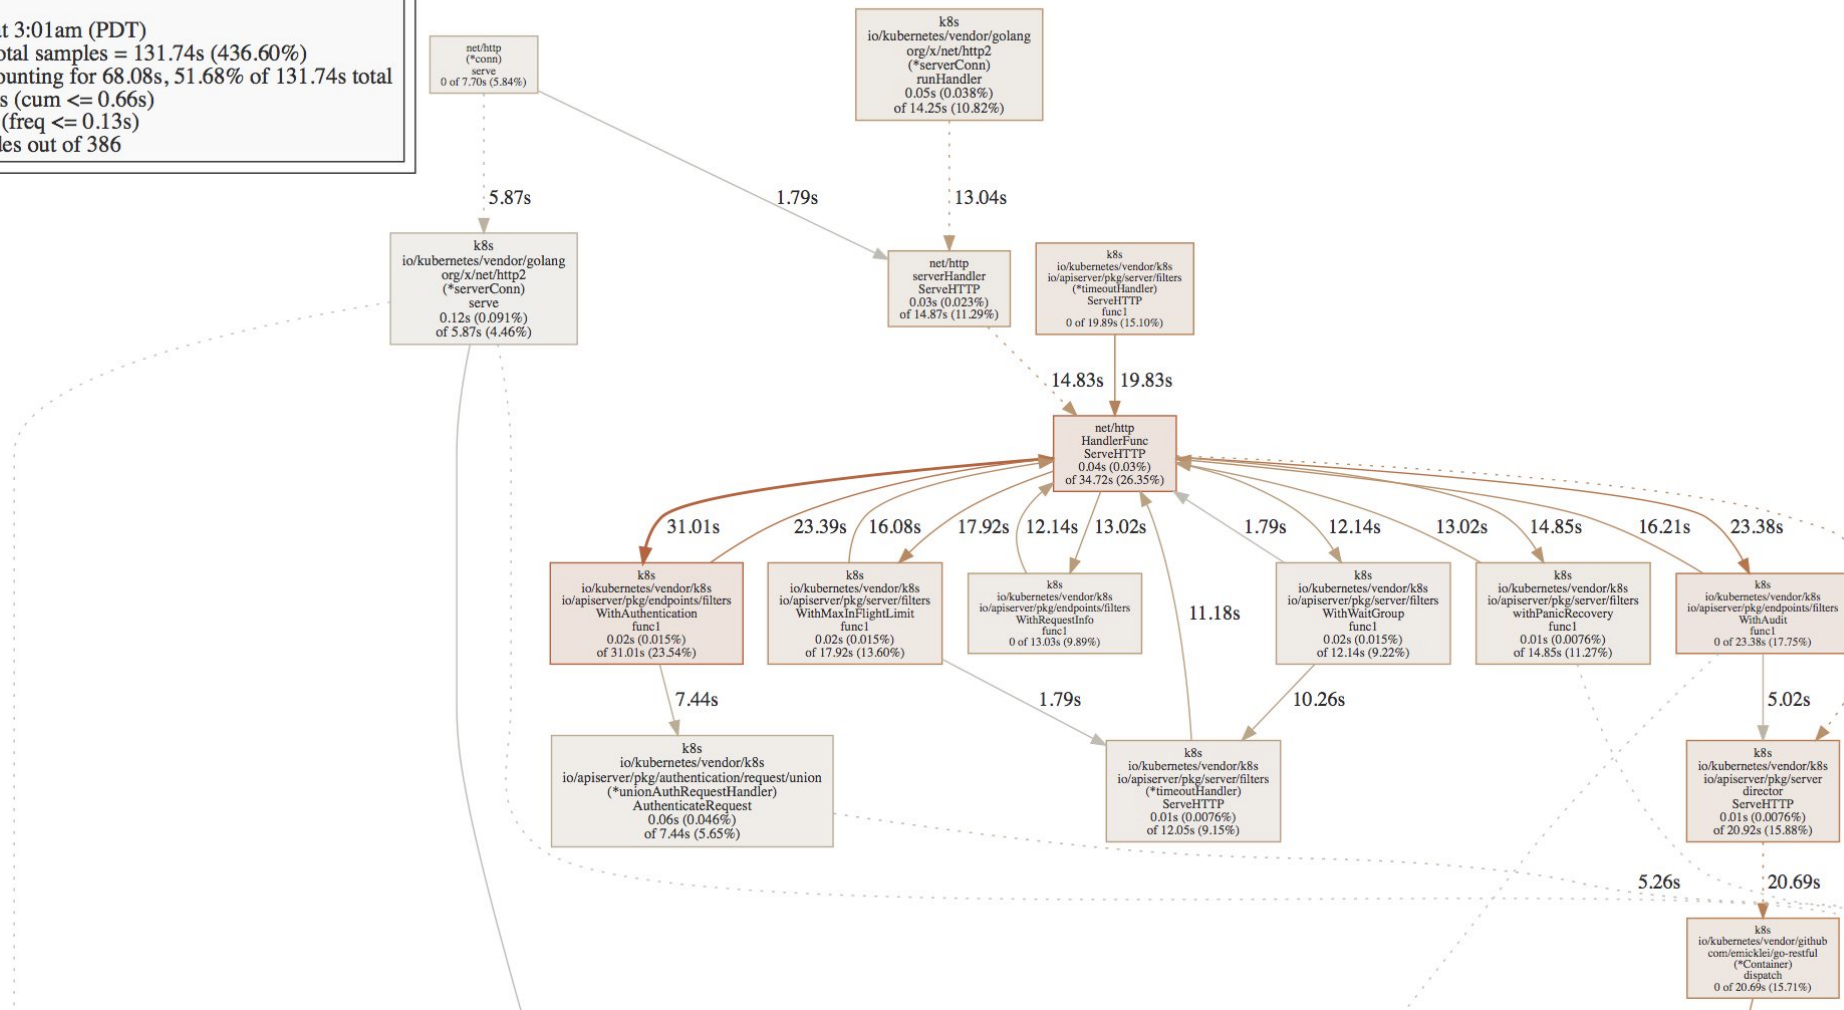 t 3:01am (PDT)
otal samples = 131.74s (436.60%)
ounting for 68.08s, 51.68% of 131.74s total
s (cum <= 0.66s)
(freq <= 0.13s)
les out of 386
net/http
(*conn)
serve
0 of 7.70s (5.84%)
k8s
io/kubernetes/vendor/golang
org/x/net/http2
(*serverConn)
runHandler
0.05s (0.038%)
of 14.25s (10.82%)
5.87s
1.79s
13.04s
k8s
io/kubernetes/vendor/golang
org/x/net/http2
(*serverConn)
serve
0.12s (0.091%)
of 5.87s (4.46%)
net/http
serverHandler
ServeHTTP
0.03s (0.023%)
of 14.87s (11.29%)
k8s
io/kubernetes/vendor/k8s
io/apiserver/pkg/server/filters
(*timeoutHandler)
ServeHTTP
func1
0 of 19.89s (15.10%)
14.83s
19.83s
net/http
HandlerFunc
ServeHTTP
0.04s (0.03%)
of 34.72s (26.35%)
31.01s
23.39s
16.08s
17.92s
12.14s
13.02s
1.79s
12.14s
13.02s
14.85s
16.21s
23.38s
k8s
io/kubernetes/vendor/k8s
io/apiserver/pkg/endpoints/filters
WithAuthentication
func1
0.02s (0.015%)
of 31.01s (23.54%)
k8s
io/kubernetes/vendor/k8s
io/apiserver/pkg/server/filters
WithMaxInFlightLimit
func1
0.02s (0.015%)
of 17.92s (13.60%)
k8s
io/kubernetes/vendor/k8s
io/apiserver/pkg/endpoints/filters
WithRequestInfo
func1
0 of 13.03s (9.89%)
11.18s
k8s
io/kubernetes/vendor/k8s
io/apiserver/pkg/server/filters
WithWaitGroup
func1
0.02s (0.015%)
of 12.14s (9.22%)
k8s
io/kubernetes/vendor/k8s
io/apiserver/pkg/server/filters
withPanicRecovery
func1
0.01s (0.0076%)
of 14.85s (11.27%)
k8s
io/kubernetes/vendor/k8s
io/apiserver/pkg/endpoints/filters
WithAudit
func1
0 of 23.38s (17.75%)
7.44s
1.79s
10.26s
5.02s
k8s
io/kubernetes/vendor/k8s
io/apiserver/pkg/authentication/request/union
(*unionAuthRequestHandler)
AuthenticateRequest
0.06s (0.046%)
of 7.44s (5.65%)
k8s
io/kubernetes/vendor/k8s
io/apiserver/pkg/server/filters
(*timeoutHandler)
ServeHTTP
0.01s (0.0076%)
of 12.05s (9.15%)
k8s
io/kubernetes/vendor/k8s
io/apiserver/pkg/server
director
ServeHTTP
0.01s (0.0076%)
of 20.92s (15.88%)
5.26s
20.69s
k8s
io/kubernetes/vendor/github
com/emicklei/go-restful
(*Container)
dispatch
0 of 20.69s (15.71%)